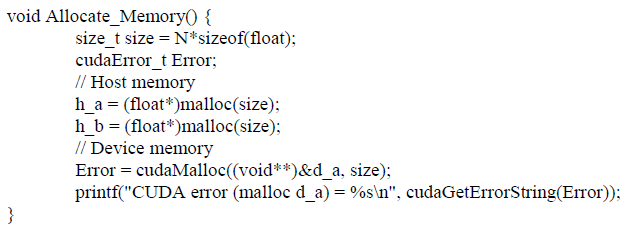 void Allocate_Memory() {
size_t size = N*sizeof(float);
cudaError_t Error;
// Host memory
h_a = (float*)malloc(size);
h_b = (float*)malloc(size);
// Device memory
Error = cudaMalloc((void**)&d_a, size);
printf("CUDA error (malloc d_a) = %s\n", cudaGetErrorString(Error));
}